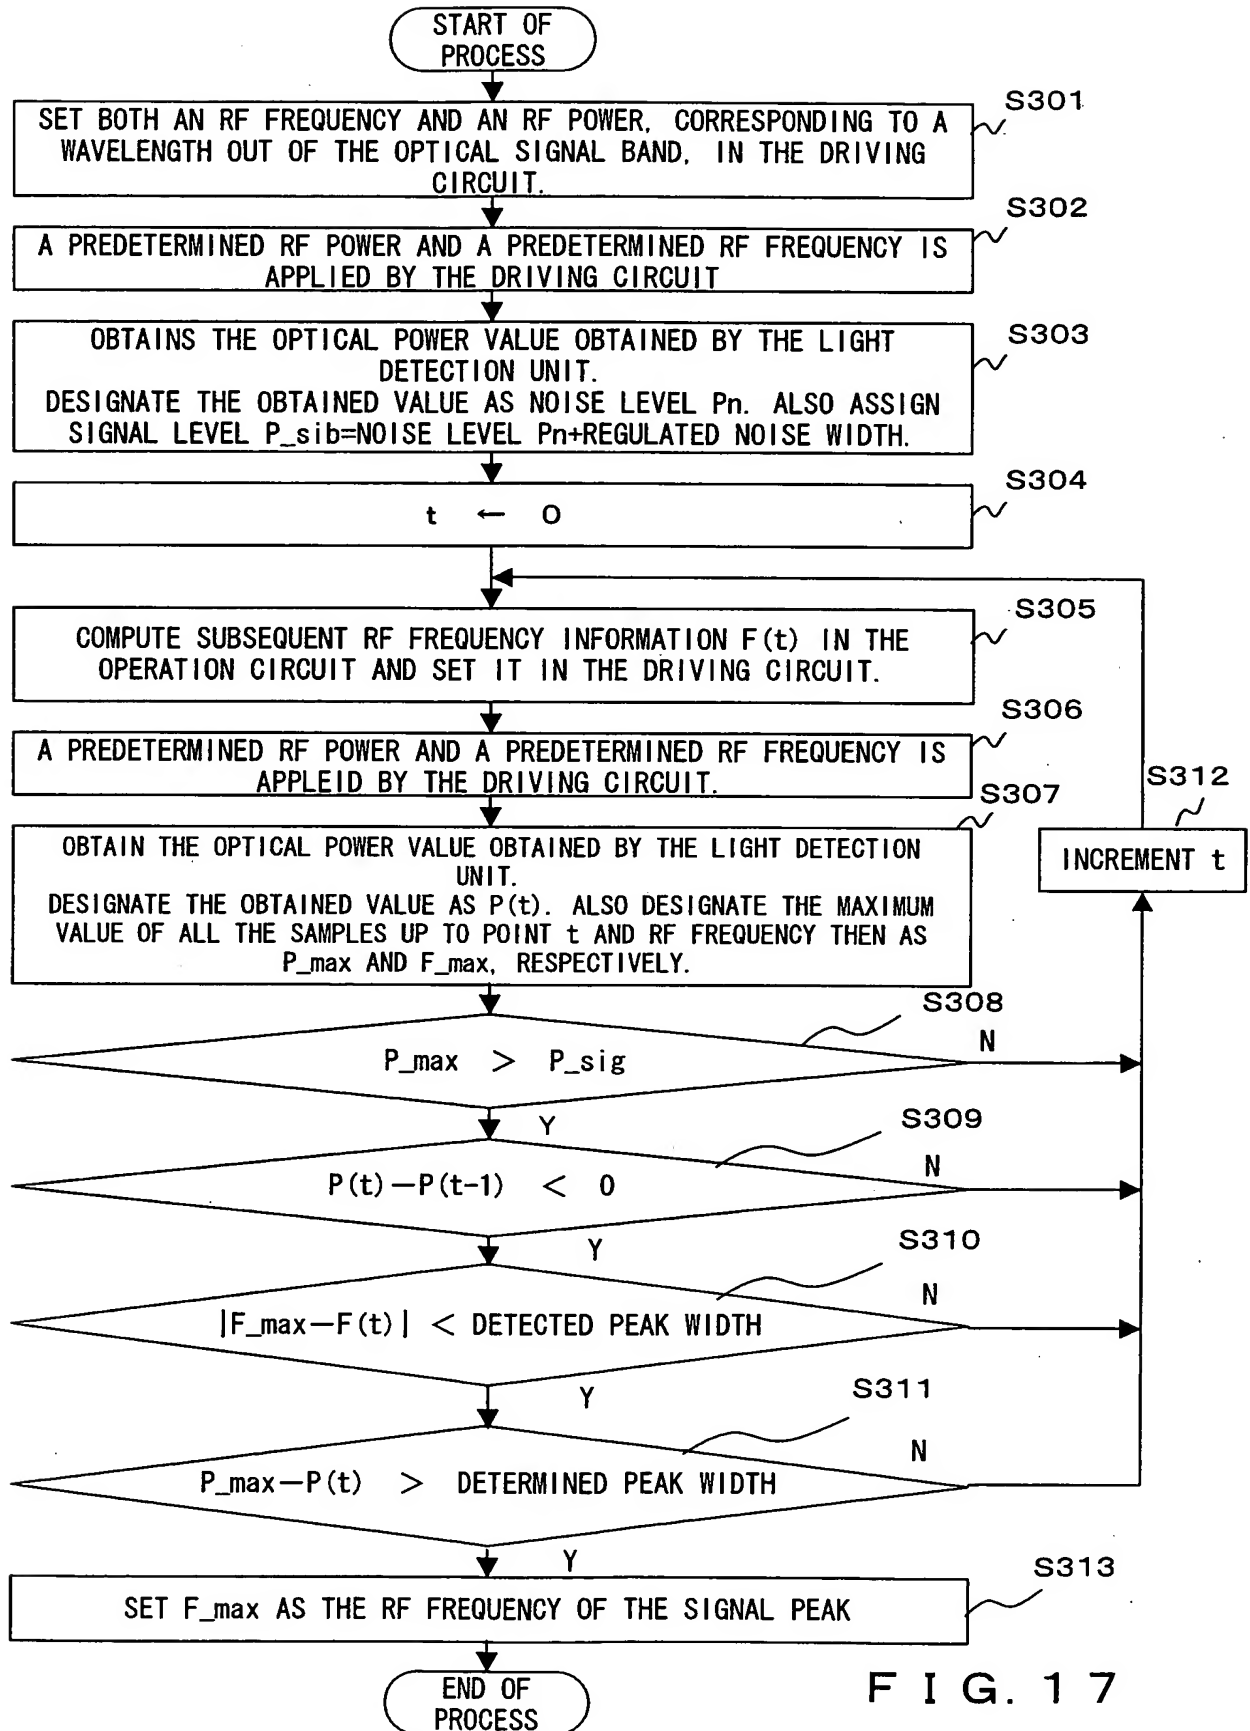 START OF
PROCESS
S301
SET BOTH AN RF FREQUENCY AND AN RF POWER, CORRESPONDING TO A
WAVELENGTH OUT OF THE OPTICAL SIGNAL BAND, IN THE DRIVING
CIRCUIT.
S302
A PREDETERMINED RF POWER AND A PREDETERMINED RF FREQUENCY IS
APPLIED BY THE DRIVING CIRCUIT
S303
OBTAINS THE OPTICAL POWER VALUE OBTAINED BY THE LIGHT
DETECTION UNIT.
DESIGNATE THE OBTAINED VALUE AS NOISE LEVEL Pn. ALSO ASSIGN
SIGNAL LEVEL P_sib=NOISE LEVEL Pn+REGULATED NOISE WIDTH.
S304
t ← 0
S305
COMPUTE SUBSEQUENT RF FREQUENCY INFORMATION F(t) IN THE
OPERATION CIRCUIT AND SET IT IN THE DRIVING CIRCUIT.
S306
A PREDETERMINED RF POWER AND A PREDETERMINED RF FREQUENCY IS
APPLEID BY THE DRIVING CIRCUIT.
S307
OBTAIN THE OPTICAL POWER VALUE OBTAINED BY THE LIGHT DETECTION
UNIT.
DESIGNATE THE OBTAINED VALUE AS P(t). ALSO DESIGNATE THE MAXIMUM
VALUE OF ALL THE SAMPLES UP TO POINT t AND RF FREQUENCY THEN AS
P_max AND F_max, RESPECTIVELY.
S312
INCREMENT t
S308
P_max > P_sig
N
Y
S309
P(t)-P(t-1) < 0
N
Y
S310
|F_max-F(t)| < DETECTED PEAK WIDTH
N
Y
S311
P_max-P(t) > DETERMINED PEAK WIDTH
N
Y
S313
SET F_max AS THE RF FREQUENCY OF THE SIGNAL PEAK
END OF
PROCESS
FIG. 17